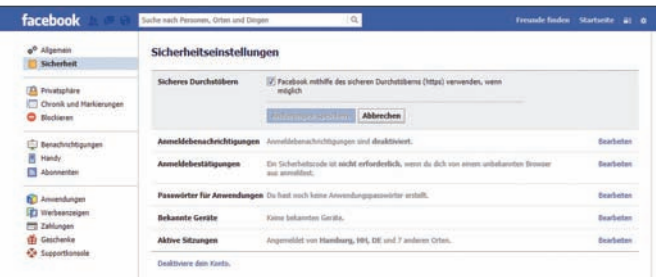 facebook
Suche nach Personen, Orten und Dingen
Freunde finden Startseite
Allgemein
Sicherheit
Privatsphäre
Chronik und Markierungen
Blockieren
Benachrichtigungen
Handy
Abonnenten
Anwendungen
Werbeanzeigen
Zahlungen
Geschenke
Supportkonsole
Sicherheitseinstellungen
Sicheres Durchstöbern
Facebook mithilfe des sicheren Durchstöberns (https) verwenden, wenn
möglich
Abbrechen
Anmeldebenachrichtigungen Anmeldebenachrichtigungen sind deaktiviert. Bearbeiten
Anmeldebestätigungen Ein Sicherheitscode ist nicht erforderlich, wenn du dich von einem unbekannten Browser Bearbeiten
aus anmeldest.
Passwörter für Anwendungen Du hast noch keine Anwendungspasswörter erstellt. Bearbeiten
Bekannte Geräte Keine bekannten Geräte. Bearbeiten
Aktive Sitzungen Angemeldet von Hamburg, HH, DE und 7 anderen Orten. Bearbeiten
Deaktiviere dein Konto.